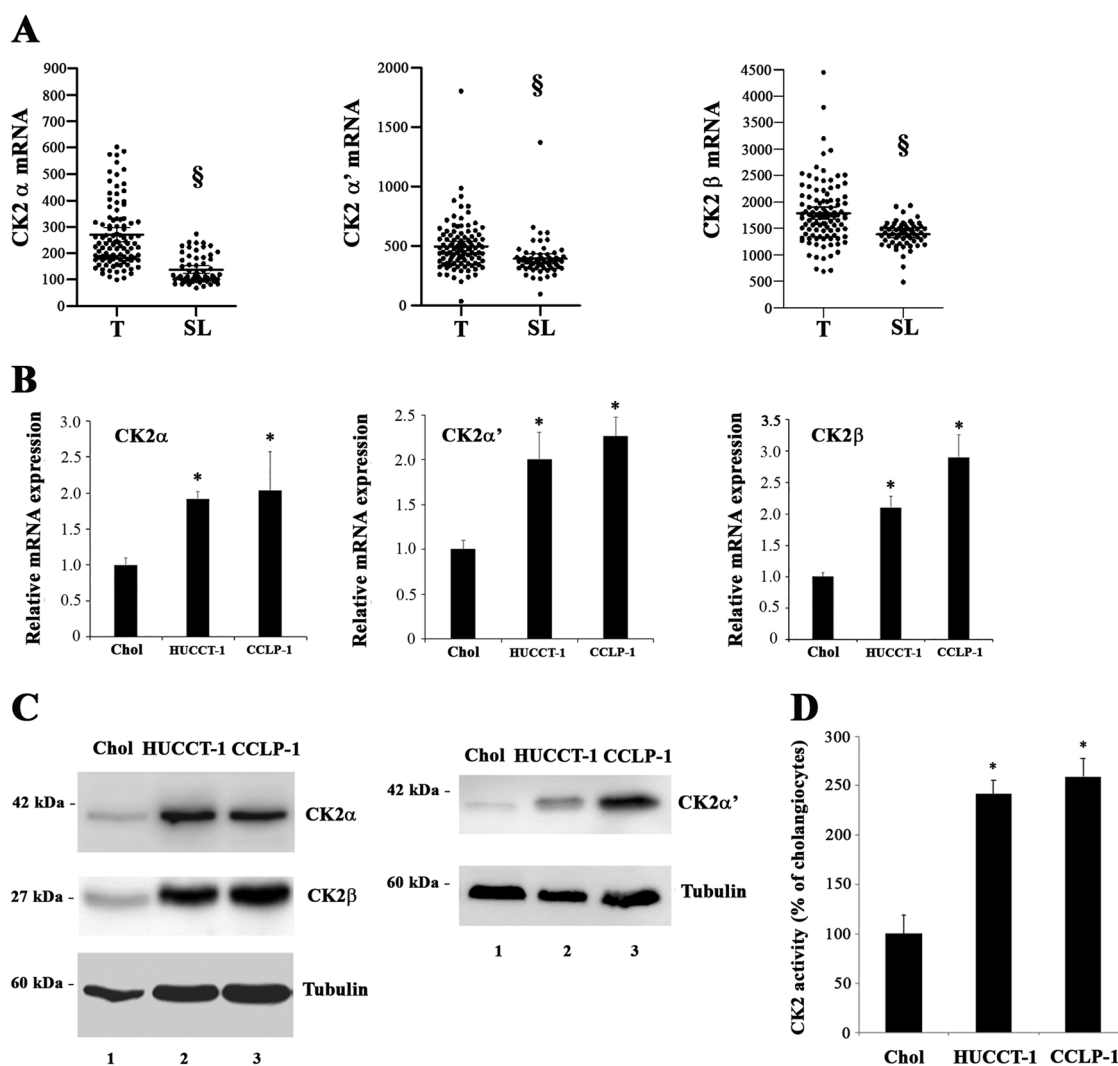 A
CK2 α mRNA
900
800
700
600
500
400
300
200
100
0
§
T
SL
CK2 α’ mRNA
2000
1500
1000
500
0
§
T
SL
CK2 β mRNA
4500
4000
3500
3000
2500
2000
1500
1000
500
0
§
T
SL
B
Relative mRNA expression
3.0
2.5
2.0
1.5
1.0
0.5
0
CK2α
*
*
Chol
HUCCT-1
CCLP-1
Relative mRNA expression
2.5
2.0
1.5
1.0
0.5
0
CK2α’
*
*
Chol
HUCCT-1
CCLP-1
Relative mRNA expression
3.5
3.0
2.5
2.0
1.5
1.0
0.5
0
CK2β
*
*
Chol
HUCCT-1
CCLP-1
C
Chol HUCCT-1 CCLP-1
42 kDa -
CK2α
27 kDa -
CK2β
60 kDa -
Tubulin
1 2 3
Chol HUCCT-1 CCLP-1
42 kDa -
CK2α’
60 kDa -
Tubulin
1 2 3
D
CK2 activity (% of cholangiocytes)
300
250
200
150
100
50
0
*
*
Chol
HUCCT-1
CCLP-1